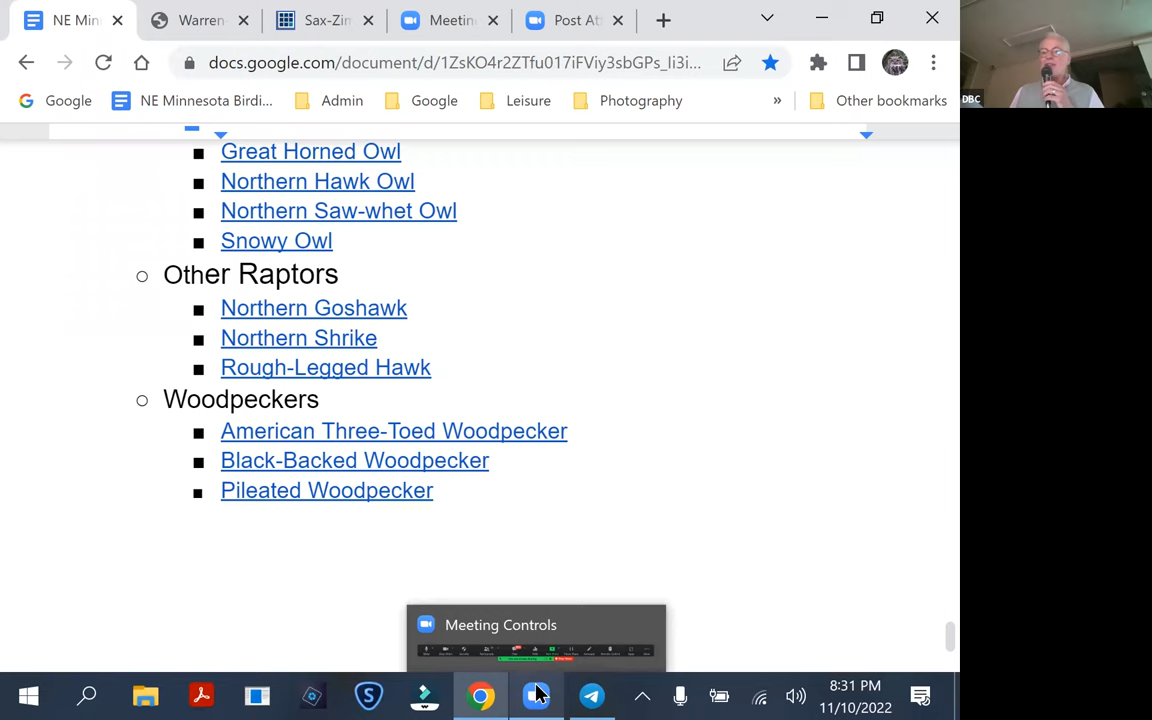 NE Min
Warren
Sax-Zin
Meetin
Post At
docs.google.com/document/d/1ZsKO4r2ZTfu017iFViy3sbGPs_Ii3i...
Google
NE Minnesota Birdi...
Admin
Google
Leisure
Photography
»
Other bookmarks
DBC
Great Horned Owl
Northern Hawk Owl
Northern Saw-whet Owl
Snowy Owl
Other Raptors
Northern Goshawk
Northern Shrike
Rough-Legged Hawk
Woodpeckers
American Three-Toed Woodpecker
Black-Backed Woodpecker
Pileated Woodpecker
Meeting Controls
8:31 PM
11/10/2022